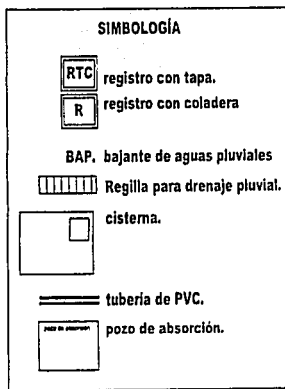 SIMBOLOGÍA
RTC registro con tapa.
R registro con coladera
BAP. bajante de aguas pluviales
Regilla para drenaje pluvial.
cisterna.
tubería de PVC.
pozo de absorción pozo de absorción.